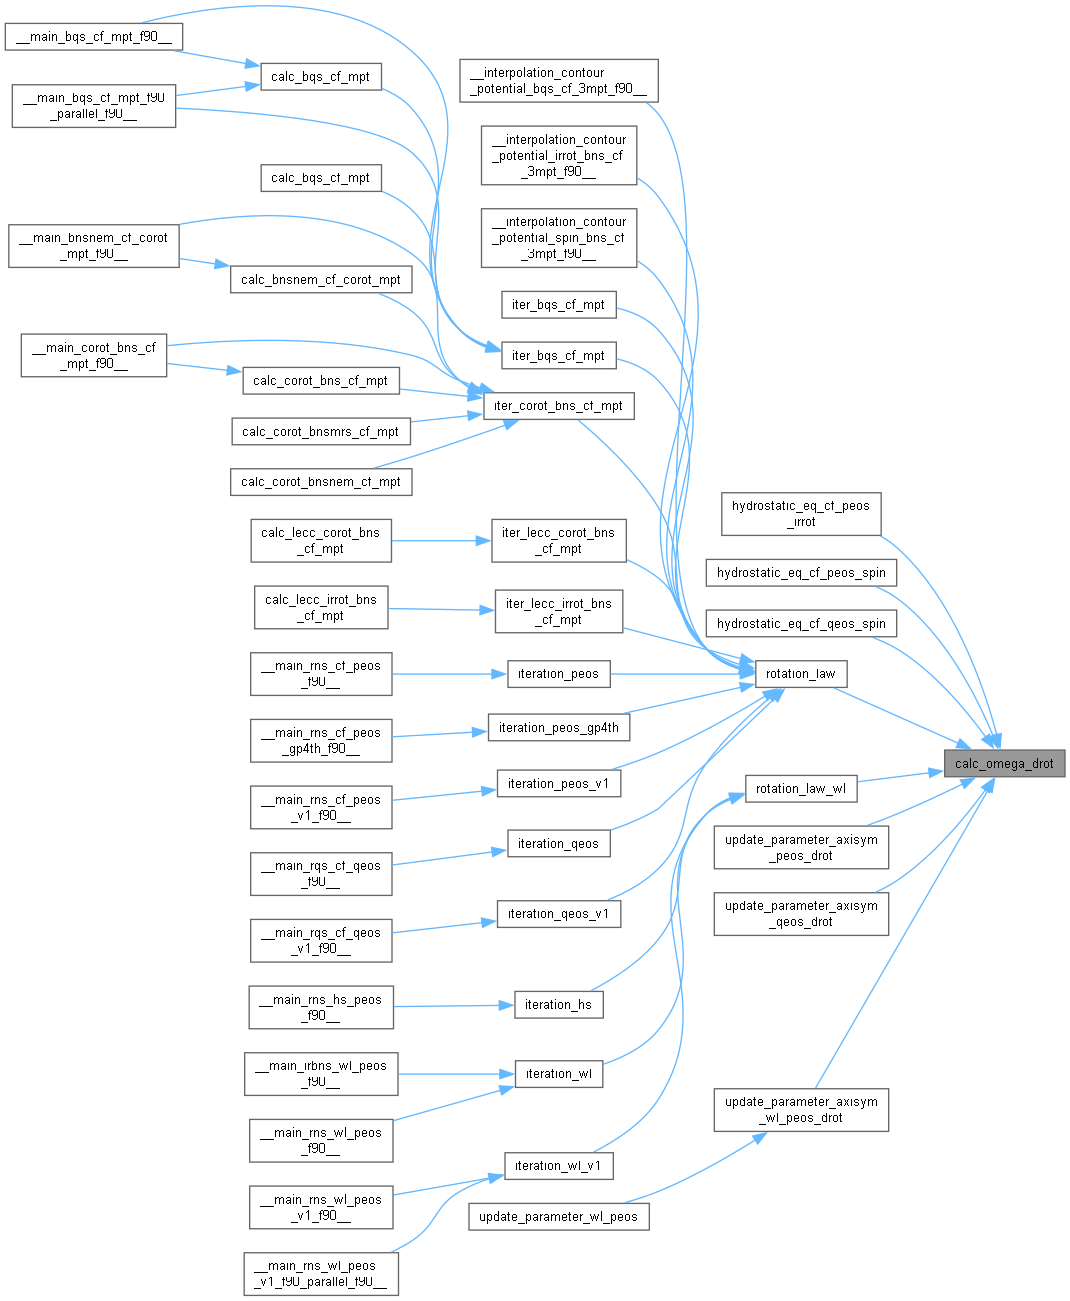 __main_bqs_cf_mpt_f90__
calc_bqs_cf_mpt
__main_bqs_cf_mpt_f90
_parallel_f90__
calc_bqs_cf_mpt
__main_bnsnem_cf_corot
_mpt_f90__
calc_bnsnem_cf_corot_mpt
__main_corot_bns_cf
_mpt_f90__
calc_corot_bns_cf_mpt
calc_corot_bnsmrs_cf_mpt
calc_corot_bnsnem_cf_mpt
__interpolation_contour
_potential_bqs_cf_3mpt_f90__
__interpolation_contour
_potential_irrot_bns_cf
_3mpt_f90__
__interpolation_contour
_potential_spin_bns_cf
_3mpt_f90__
iter_bqs_cf_mpt
iter_bqs_cf_mpt
iter_corot_bns_cf_mpt
calc_lecc_corot_bns
_cf_mpt
iter_lecc_corot_bns
_cf_mpt
calc_lecc_irrot_bns
_cf_mpt
iter_lecc_irrot_bns
_cf_mpt
__main_rns_cf_peos
_f90__
iteration_peos
__main_rns_cf_peos
_gp4th_f90__
iteration_peos_gp4th
__main_rns_cf_peos
_v1_f90__
iteration_peos_v1
__main_rqs_cf_qeos
_f90__
iteration_qeos
__main_rqs_cf_qeos
_v1_f90__
iteration_qeos_v1
__main_rns_hs_peos
_f90__
iteration_hs
__main_irbns_wl_peos
_f90__
iteration_wl
__main_rns_wl_peos
_f90__
__main_rns_wl_peos
_v1_f90__
iteration_wl_v1
__main_rns_wl_peos
_v1_f90_parallel_f90__
hydrostatic_eq_cf_peos
_irrot
hydrostatic_eq_cf_peos_spin
hydrostatic_eq_cf_qeos_spin
rotation_law
calc_omega_drot
rotation_law_wl
update_parameter_axisym
_peos_drot
update_parameter_axisym
_qeos_drot
update_parameter_axisym
_wl_peos_drot
update_parameter_wl_peos